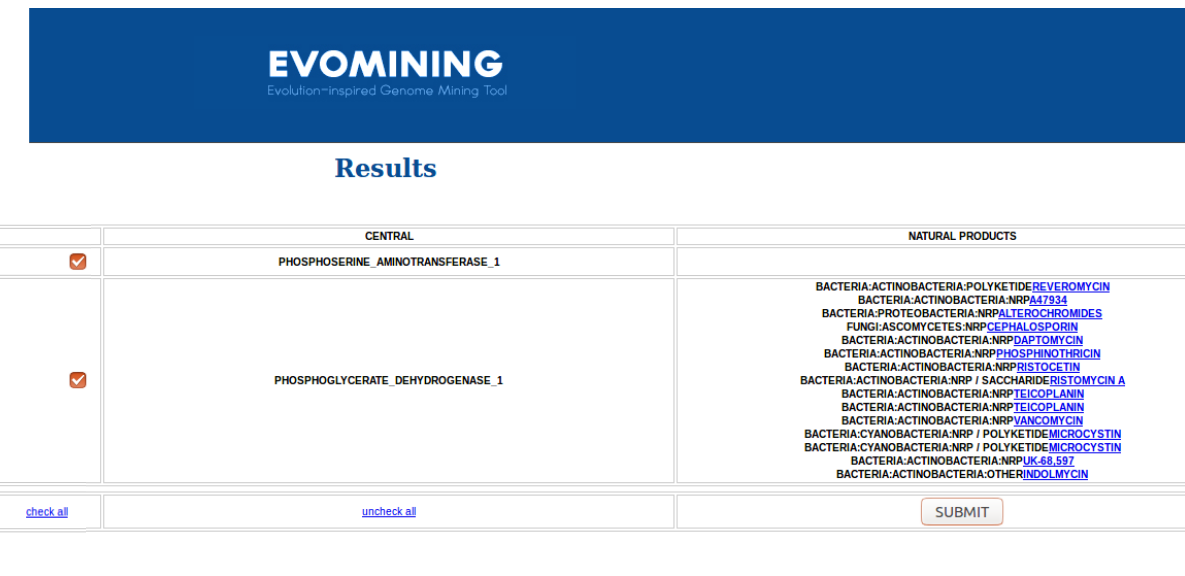 EVOMINING
Evolution-inspired Genome Mining Tool
Results
CENTRAL NATURAL PRODUCTS
PHOSPHOSERINE_AMINOTRANSFERASE_1
PHOSPHOGLYCERATE_DEHYDROGENASE_1
BACTERIA:ACTINOBACTERIA:POLYKETIDEREVEROMYCIN
BACTERIA:ACTINOBACTERIA:NRPA47934
BACTERIA:PROTEOBACTERIA:NRPALTEROCHROMIDES
FUNGI:ASCOMYCETES:NRPCEPHALOSPORIN
BACTERIA:ACTINOBACTERIA:NRPDAPTOMYCIN
BACTERIA:ACTINOBACTERIA:NRPPHOSPHINOTHRICIN
BACTERIA:ACTINOBACTERIA:NRPRISTOCETIN
BACTERIA:ACTINOBACTERIA:NRP / SACCHARIDERISTOMYCIN A
BACTERIA:ACTINOBACTERIA:NRPTEICOPLANIN
BACTERIA:ACTINOBACTERIA:NRPTEICOPLANIN
BACTERIA:ACTINOBACTERIA:NRPVANCOMYCIN
BACTERIA:CYANOBACTERIA:NRP / POLYKETIDEMICROCYSTIN
BACTERIA:CYANOBACTERIA:NRP / POLYKETIDEMICROCYSTIN
BACTERIA:ACTINOBACTERIA:NRPUK-68,597
BACTERIA:ACTINOBACTERIA:OTHERINDOLMYCIN
check all uncheck all SUBMIT